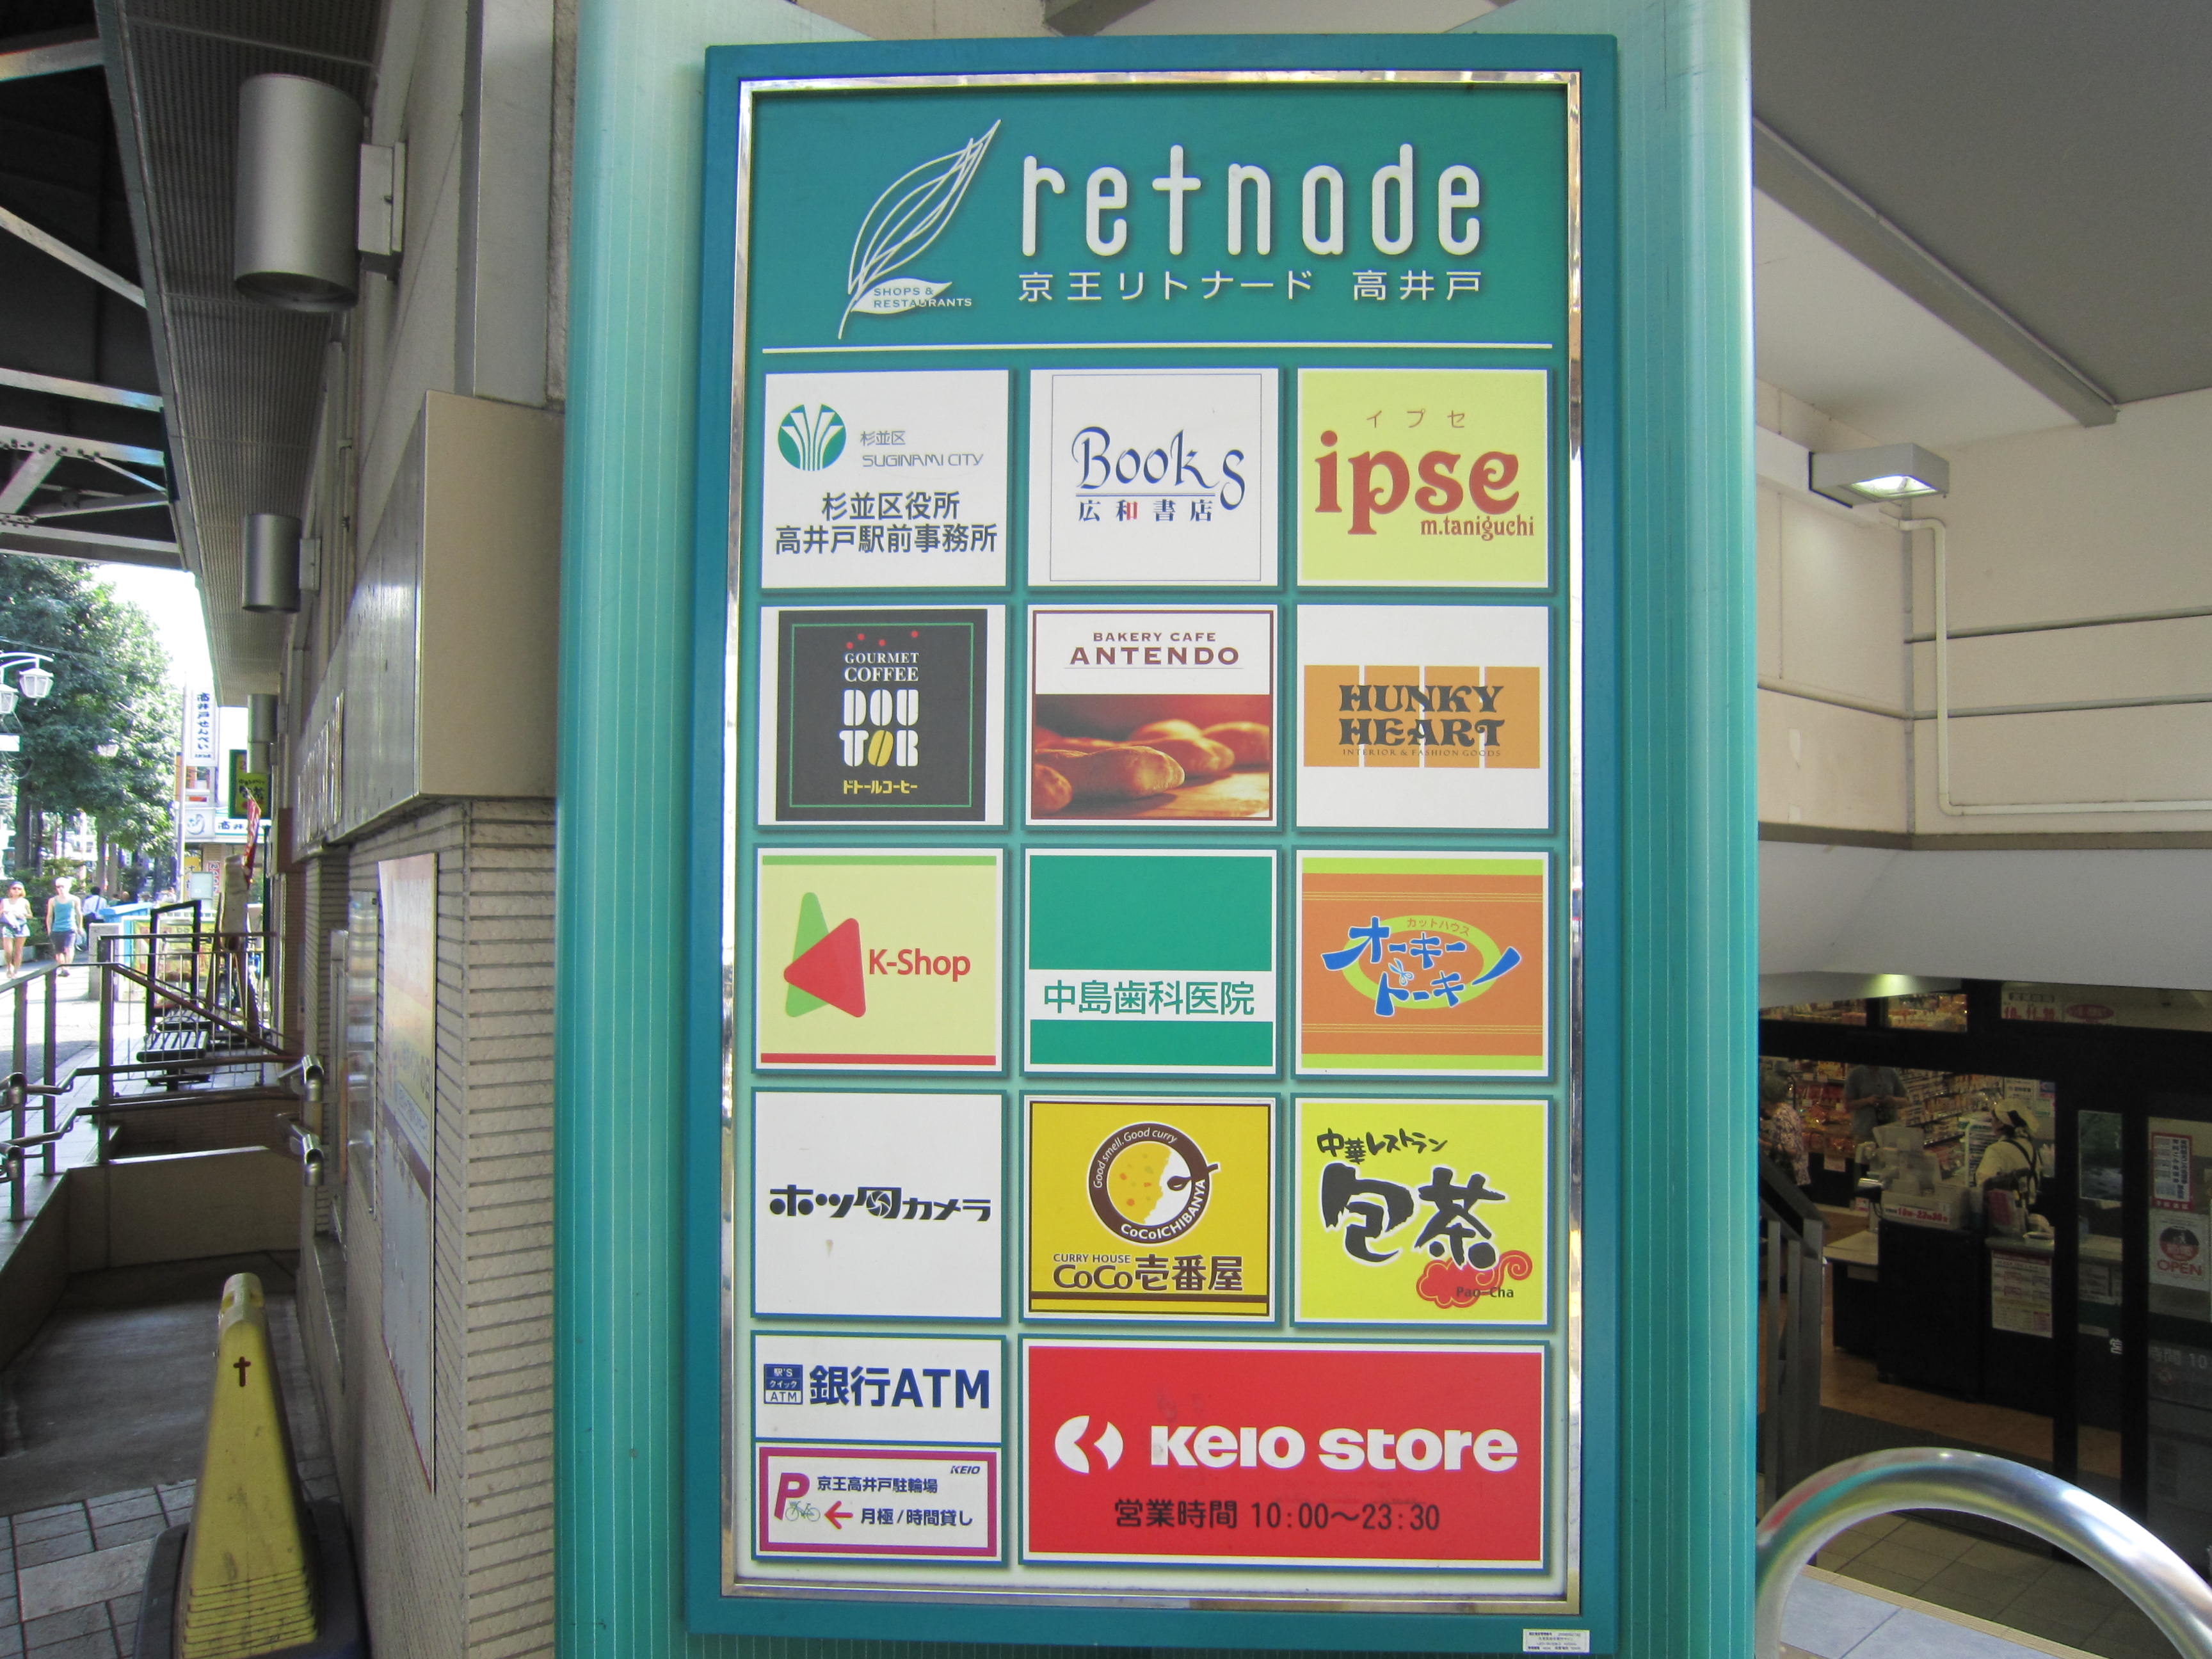 retnade
SHOPS &
RESTAURANTS
京王リトナード 高井戸
杉並区
SUGINAMI CITY
杉並区役所
高井戸駅前事務所
Books
広和書店
イプセ
ipse
m.taniguchi
GOURMET
COFFEE
DOU
TOR
ドトールコーヒー
BAKERY CAFE
ANTENDO
HUNKY
HEART
INTERIOR & FASHION GOODS
K-Shop
中島歯科医院
カットハウス
オーキー
トーキ
ホッタカメラ
Good smell. Good curry
CoCoICHIBANYA
CURRY HOUSE
CoCo壱番屋
中華レストラン
包茶
Pao-Cha
駅'S
クイック
ATM
銀行ATM
KEIO
P
京王高井戸駐輪場
月極/時間貸し
KEIO STORE
営業時間 10:00～23:30
OPEN